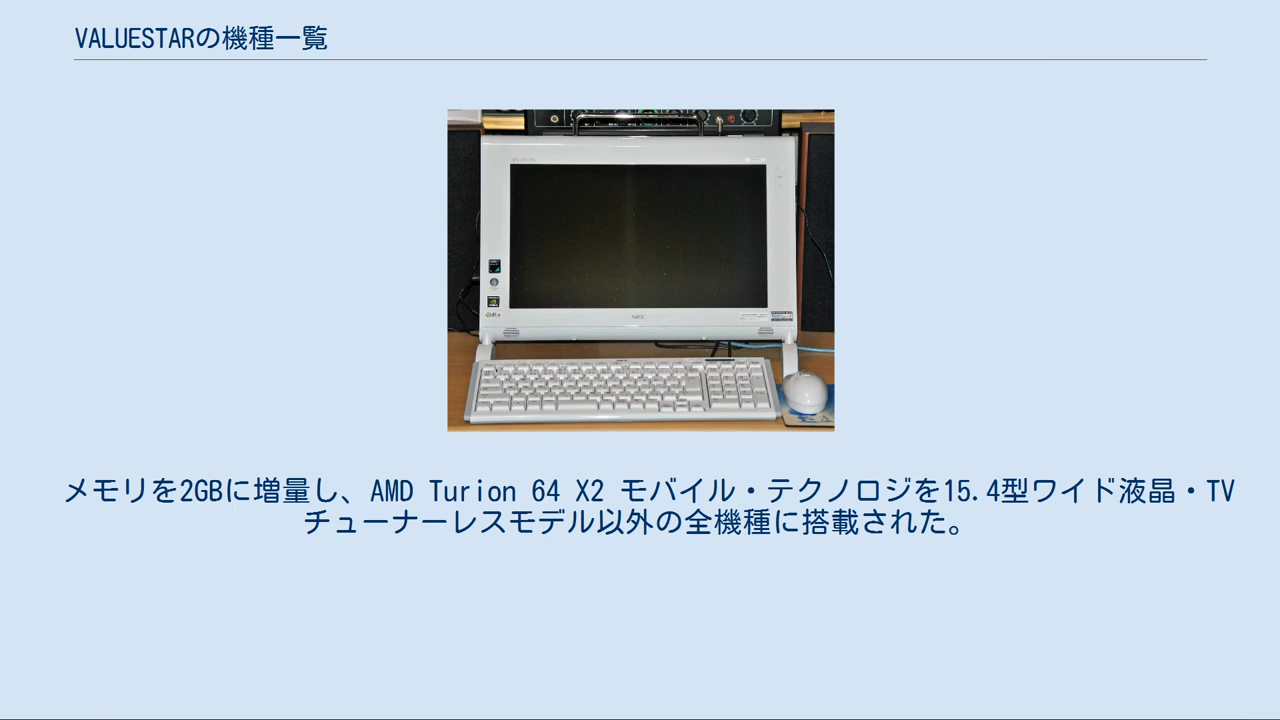 VALUESTARの機種一覧
NEC
メモリを2GBに増量し、AMD Turion 64 X2 モバイル・テクノロジを15.4型ワイド液晶・TV
チューナーレスモデル以外の全機種に搭載された。